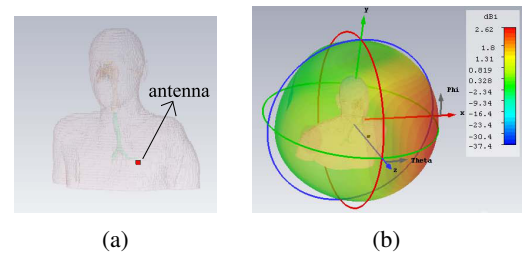 antenna
(a)
y
x
z
Phi
Theta
dBi
2.62
1.8
1.31
0.819
0.328
-2.34
-9.34
-16.4
-23.4
-30.4
-37.4
(b)